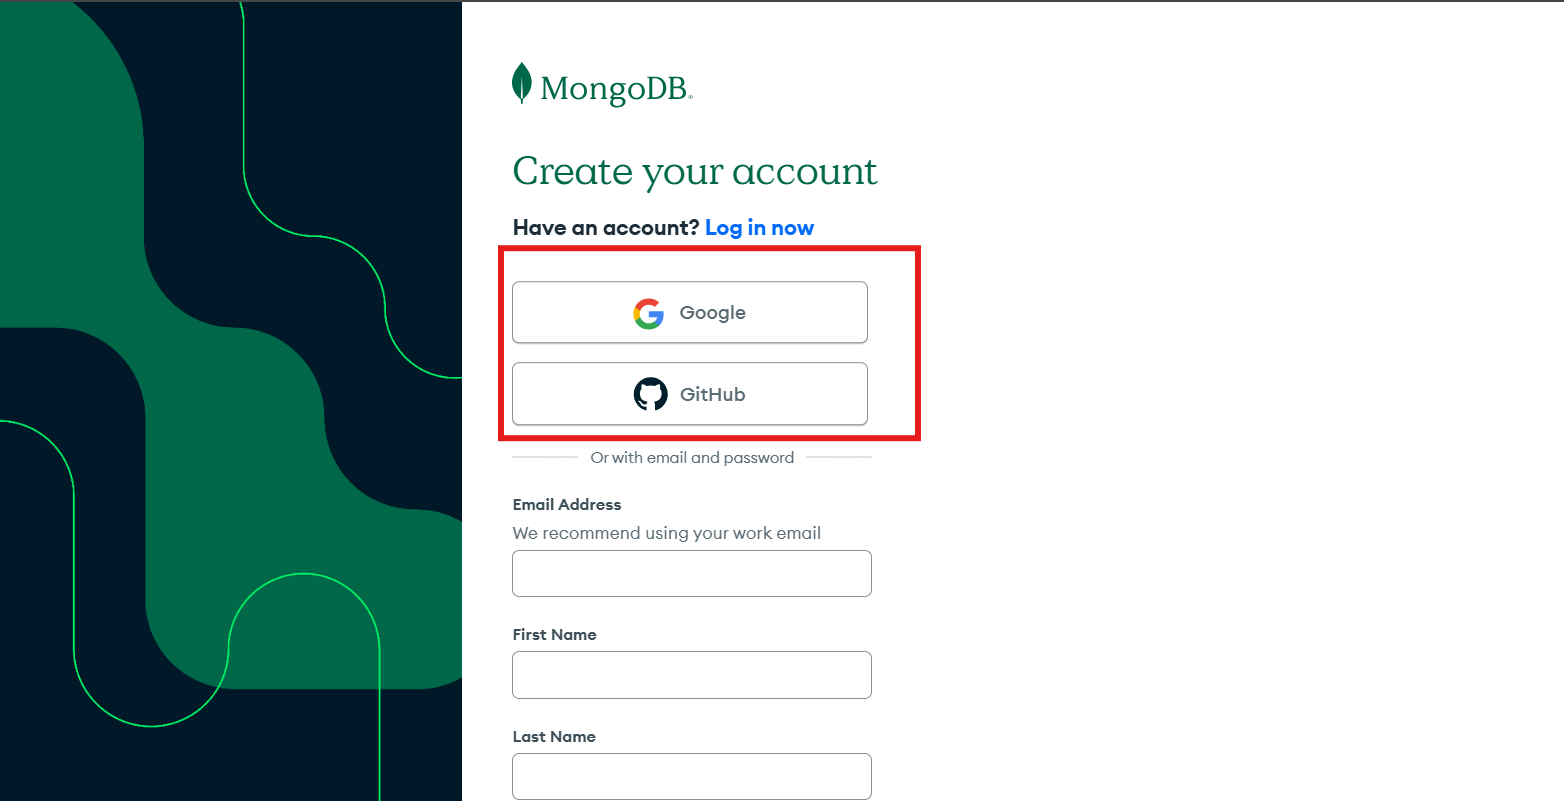 MongoDB®
Create your account
Have an account? Log in now
Google
GitHub
Or with email and password
Email Address
We recommend using your work email
First Name
Last Name